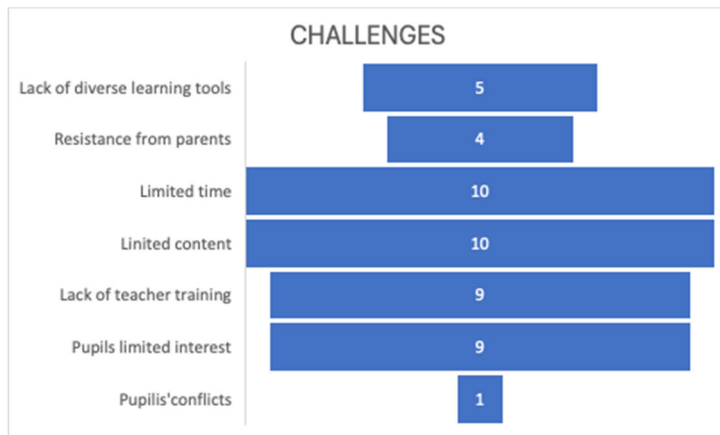 CHALLENGES
Lack of diverse learning tools 5
Resistance from parents 4
Limited time 10
Linited content 10
Lack of teacher training 9
Pupils limited interest 9
Pupilis'conflicts 1